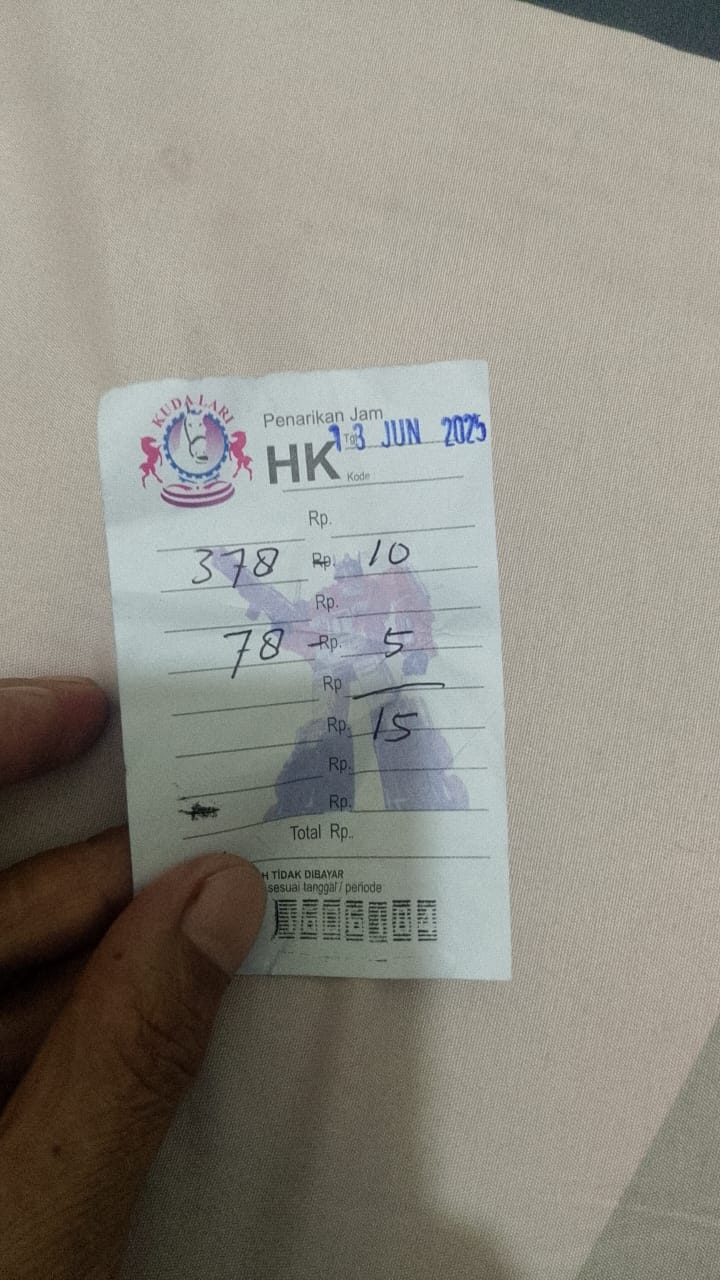 KUDA LARI
Penarikan Jam
HK
13 JUN 2025
Kode
Rp.
378 Rp. 10
Rp.
78 Rp. 5
Rp
Rp. 15
Rp.
Rp.
Total Rp..
H TIDAK DIBAYAR
sesuai tanggal / periode